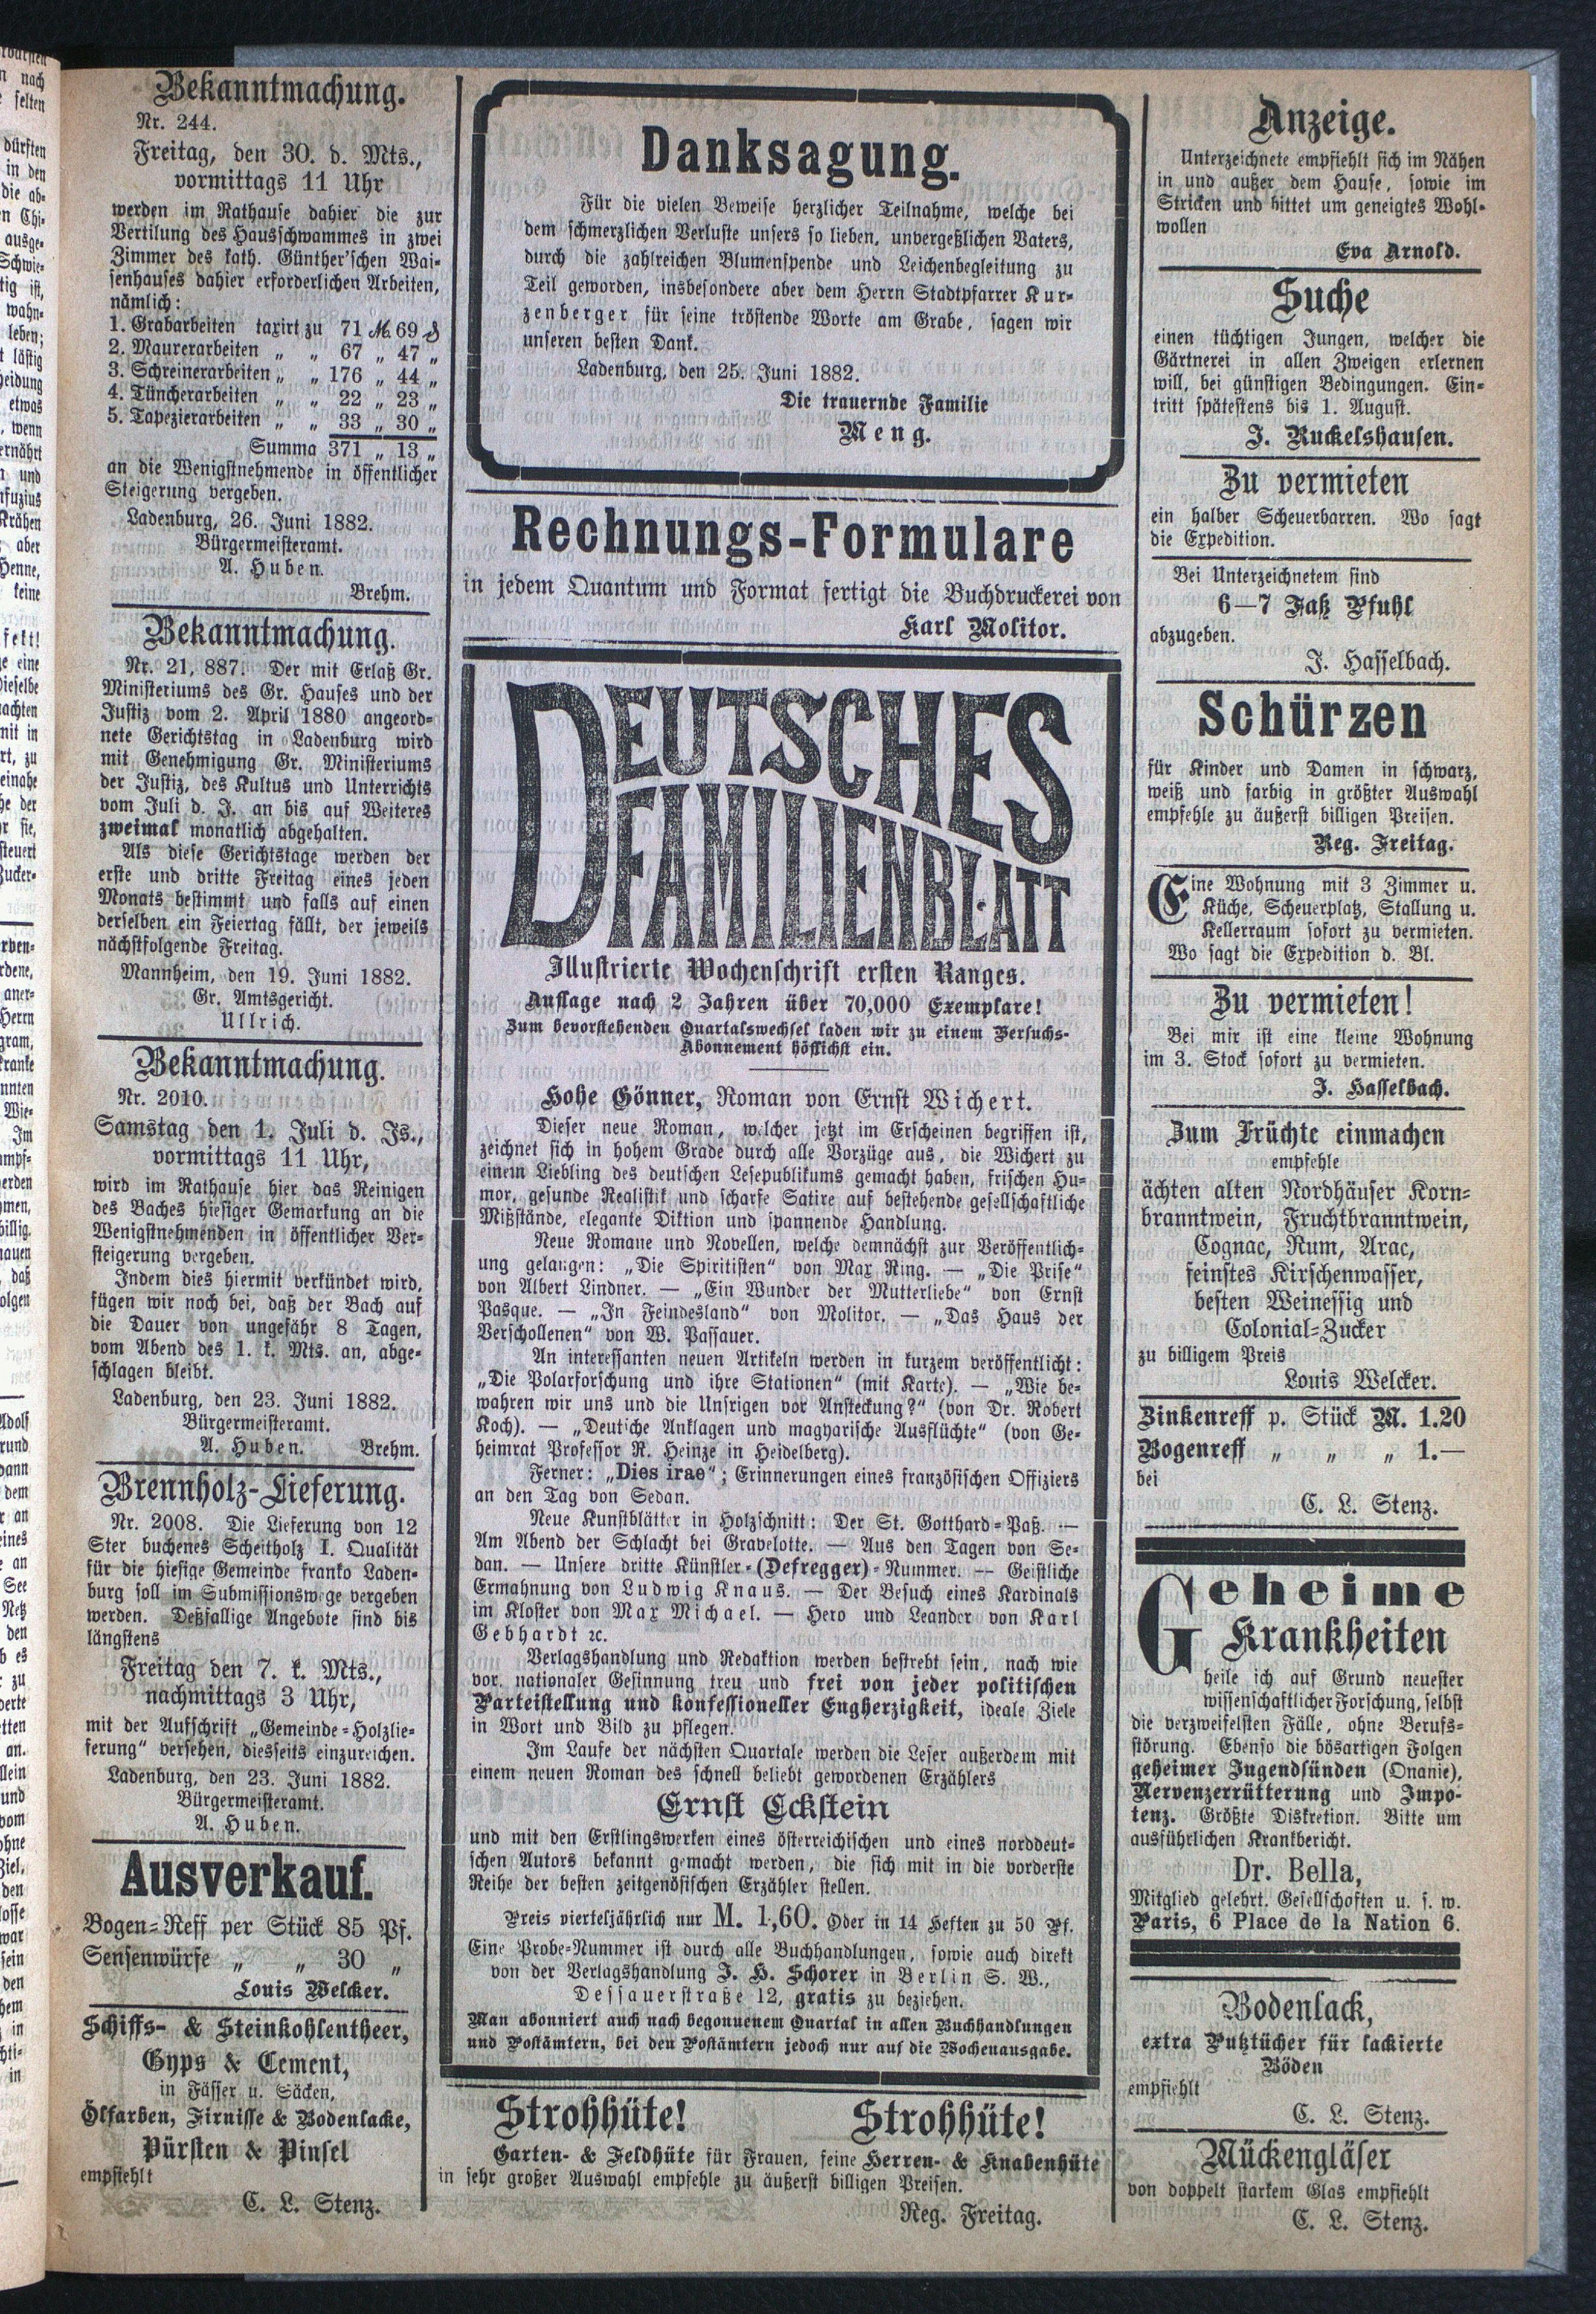 Bekanntmachung.
Nr. 244.
Freitag, den 30. d. Mts.,
vormittags 11 Uhr
werden im Rathause dahier die zur
Vertilung des Hausschwammes in zwei
Zimmer des kath. Günther'schen Wai-
senhauses dahier erforderlichen Arbeiten,
nämlich:
1. Grabarbeiten taxirt zu 71 M. 69 ₰
2. Maurerarbeiten „ „ 67 „ 47 „
3. Schreinerarbeiten „ „ 176 „ 44 „
4. Tüncherarbeiten „ „ 22 „ 23 „
5. Tapezierarbeiten „ „ 33 „ 30 „
Summa 371 „ 13 „
an die Wenigstnehmende in öffentlicher
Steigerung vergeben.
Ladenburg, 26. Juni 1882.
Bürgermeisteramt.
A. Huben.
Brehm.
Bekanntmachung.
Nr. 21, 887. Der mit Erlaß Gr.
Ministeriums des Gr. Hauses und der
Justiz vom 2. April 1880 angeord-
nete Gerichtstag in Ladenburg wird
mit Genehmigung Gr. Ministeriums
der Justiz, des Kultus und Unterrichts
vom Juli d. J. an bis auf Weiteres
zweimal monatlich abgehalten.
Als diese Gerichtstage werden der
erste und dritte Freitag eines jeden
Monats bestimmt und falls auf einen
derselben ein Feiertag fällt, der jeweils
nächstfolgende Freitag.
Mannheim, den 19. Juni 1882.
Gr. Amtsgericht.
Ullrich.
Bekanntmachung.
Nr. 2010.
Samstag den 1. Juli d. Js.,
vormittags 11 Uhr,
wird im Rathause hier das Reinigen
des Baches hiesiger Gemarkung an die
Wenigstnehmenden in öffentlicher Ver-
steigerung vergeben.
Indem dies hiermit verkündet wird,
fügen wir noch bei, daß der Bach auf
die Dauer von ungefähr 8 Tagen,
vom Abend des 1. k. Mts. an, abge-
schlagen bleibt.
Ladenburg, den 23. Juni 1882.
Bürgermeisteramt.
A. Huben. Brehm.
Brennholz-Lieferung.
Nr. 2008. Die Lieferung von 12
Ster buchenes Scheitholz I. Qualität
für die hiesige Gemeinde franko Laden-
burg soll im Submissionswege vergeben
werden. Deßfallige Angebote sind bis
längstens
Freitag den 7. k. Mts.,
nachmittags 3 Uhr,
mit der Aufschrift „Gemeinde-Holzlie-
ferung“ versehen, diesseits einzureichen.
Ladenburg, den 23. Juni 1882.
Bürgermeisteramt.
A. Huben.
Ausverkauf.
Bogen-Reff per Stück 85 Pf.
Sensenwürfe „ „ 30 „
Louis Welcker.
Schiffs- & Steinkohlentheer,
Gyps & Cement,
in Fässer u. Säcken,
Ölfarben, Firnisse & Bodenlacke,
Pürsten & Pinsel
empfiehlt
C. L. Stenz.
Danksagung.
Für die vielen Beweise herzlicher Teilnahme, welche bei
dem schmerzlichen Verluste unsers so lieben, unvergeßlichen Vaters,
durch die zahlreichen Blumenspende und Leichenbegleitung zu
Teil geworden, insbesondere aber dem Herrn Stadtpfarrer Kur-
zenberger für seine tröstende Worte am Grabe, sagen wir
unseren besten Dank.
Ladenburg, den 25. Juni 1882.
Die trauernde Familie
Meng.
Rechnungs-Formulare
in jedem Quantum und Format fertigt die Buchdruckerei von
Karl Molitor.
DEUTSCHES
FAMILIENBLATT
Illustrierte Wochenschrift ersten Ranges.
Auflage nach 2 Jahren über 70,000 Exemplare!
Zum bevorstehenden Quartalswechsel laden wir zu einem Versuchs-
Abonnement höflichst ein.
Hohe Gönner, Roman von Ernst Wichert.
Dieser neue Roman, welcher jetzt im Erscheinen begriffen ist,
zeichnet sich in hohem Grade durch alle Vorzüge aus, die Wichert zu
einem Liebling des deutschen Lesepublikums gemacht haben, frischen Hu-
mor, gesunde Realistik und scharfe Satire auf bestehende gesellschaftliche
Mißstände, elegante Diktion und spannende Handlung.
Neue Romane und Novellen, welche demnächst zur Veröffentlich-
ung gelangen: „Die Spiritisten“ von Max Ring. — „Die Prise“
von Albert Lindner. — „Ein Wunder der Mutterliebe“ von Ernst
Pasque. — „In Feindesland“ von Molitor. — „Das Haus der
Verschollenen“ von W. Passauer.
An interessanten neuen Artikeln werden in kurzem veröffentlicht:
„Die Polarforschung und ihre Stationen“ (mit Karte). — „Wie be-
wahren wir uns und die Unsrigen vor Ansteckung?“ (von Dr. Robert
Koch). — „Deutsche Anklagen und magyarische Ausflüchte“ (von Ge-
heimrat Professor R. Heinze in Heidelberg).
Ferner: „Dies irae“; Erinnerungen eines französischen Offiziers
an den Tag von Sedan.
Neue Kunstblätter in Holzschnitt: Der St. Gotthard-Paß. —
Am Abend der Schlacht bei Gravelotte. — Aus den Tagen von Se-
dan. — Unsere dritte Künstler-(Defregger)-Nummer. — Geistliche
Ermahnung von Ludwig Knaus. — Der Besuch eines Kardinals
im Kloster von Max Michael. — Hero und Leander von Karl
Gebhardt ꝛc.
Verlagshandlung und Redaktion werden bestrebt sein, nach wie
vor, nationaler Gesinnung treu und frei von jeder politischen
Parteistellung und konfessioneller Engherzigkeit, ideale Ziele
in Wort und Bild zu pflegen.
Im Laufe der nächsten Quartale werden die Leser außerdem mit
einem neuen Roman des schnell beliebt gewordenen Erzählers
Ernst Eckstein
und mit den Erstlingswerken eines österreichischen und eines norddeut-
schen Autors bekannt gemacht werden, die sich mit in die vorderste
Reihe der besten zeitgenösischen Erzähler stellen.
Preis vierteljährlich nur M. 1,60. Oder in 14 Heften zu 50 Pf.
Eine Probe-Nummer ist durch alle Buchhandlungen, sowie auch direkt
von der Verlagshandlung J. H. Schorer in Berlin S. W.,
Dessauerstraße 12, gratis zu beziehen.
Man abonniert auch nach begonnenem Quartal in allen Buchhandlungen
und Postämtern, bei den Postämtern jedoch nur auf die Wochenausgabe.
Strohhüte! Strohhüte!
Garten- & Feldhüte für Frauen, feine Herren- & Knabenhüte
in sehr großer Auswahl empfehle zu äußerst billigen Preisen.
Reg. Freitag.
Anzeige.
Unterzeichnete empfiehlt sich im Nähen
in und außer dem Hause, sowie im
Stricken und bittet um geneigtes Wohl-
wollen
Eva Arnold.
Suche
einen tüchtigen Jungen, welcher die
Gärtnerei in allen Zweigen erlernen
will, bei günstigen Bedingungen. Ein-
tritt spätestens bis 1. August.
J. Ruckelshausen.
Zu vermieten
ein halber Scheuerbarren. Wo sagt
die Expedition.
Bei Unterzeichnetem sind
6—7 Faß Pfuhl
abzugeben.
J. Hasselbach.
Schürzen
für Kinder und Damen in schwarz,
weiß und farbig in größter Auswahl
empfehle zu äußerst billigen Preisen.
Reg. Freitag.
Eine Wohnung mit 3 Zimmer u.
Küche, Scheuerplatz, Stallung u.
Kellerraum sofort zu vermieten.
Wo sagt die Expedition d. Bl.
Zu vermieten!
Bei mir ist eine kleine Wohnung
im 3. Stock sofort zu vermieten.
J. Hasselbach.
Zum Früchte einmachen
empfehle
ächten alten Nordhäuser Korn-
branntwein, Fruchtbranntwein,
Cognac, Rum, Arac,
feinstes Kirschenwasser,
besten Weinessig und
Colonial-Zucker
zu billigem Preis
Louis Welcker.
Zinkenreff p. Stück M. 1.20
Bogenreff „ „ „ 1.—
bei
C. L. Stenz.
Geheime
Krankheiten
heile ich auf Grund neuester
wissenschaftlicher Forschung, selbst
die verzweifelsten Fälle, ohne Berufs-
störung. Ebenso die bösartigen Folgen
geheimer Jugendsünden (Onanie),
Nervenzerrütterung und Impo-
tenz. Größte Diskretion. Bitte um
ausführlichen Krankbericht.
Dr. Bella,
Mitglied gelehrt. Gesellschaften u. s. w.
Paris, 6 Place de la Nation 6.
Bodenlack,
extra Putztücher für lackierte
Böden
empfiehlt
C. L. Stenz.
Mückengläser
von doppelt starkem Glas empfiehlt
C. L. Stenz.